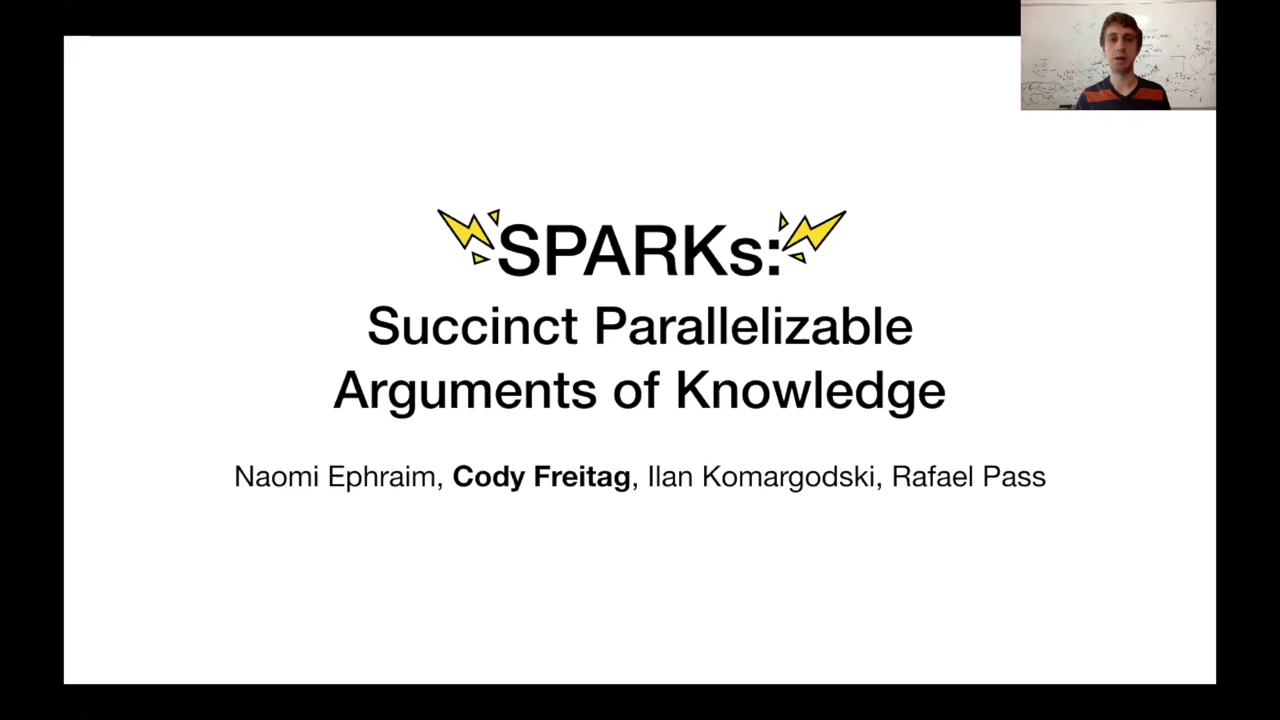 SPARKs:
Succinct Parallelizable
Arguments of Knowledge
Naomi Ephraim, Cody Freitag, Ilan Komargodski, Rafael Pass